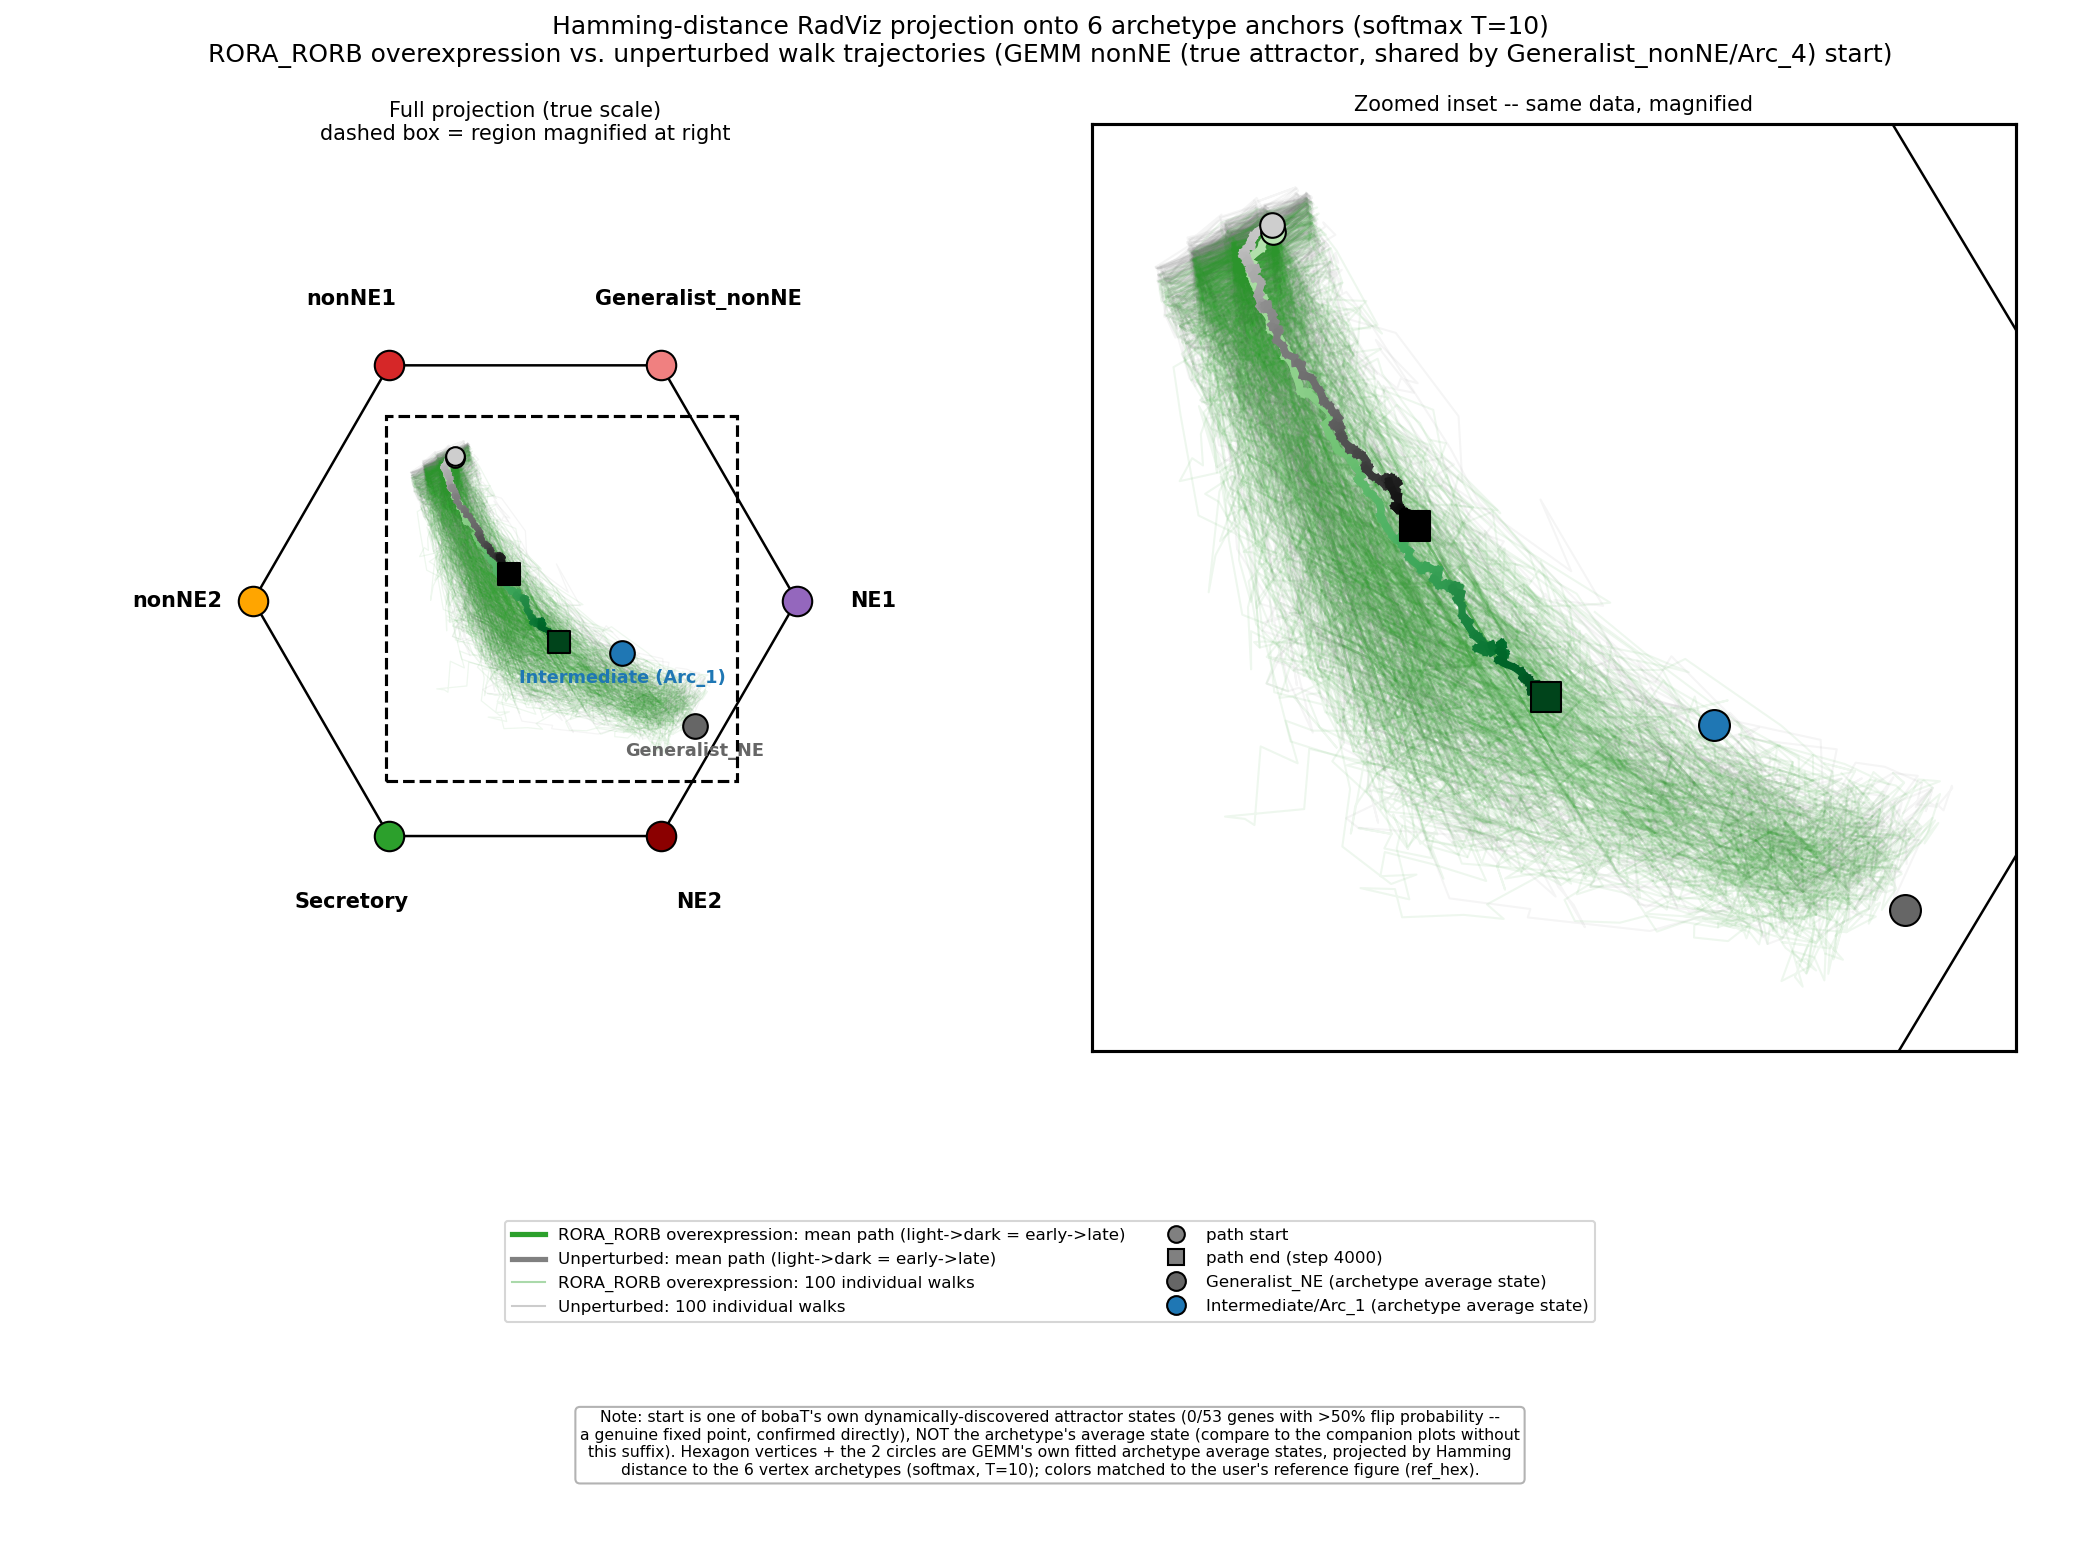 Hamming-distance RadViz projection onto 6 archetype anchors (softmax T=10)
RORA_RORB overexpression vs. unperturbed walk trajectories (GEMM nonNE (true attractor, shared by Generalist_nonNE/Arc_4) start)
Full projection (true scale)
dashed box = region magnified at right
Zoomed inset -- same data, magnified
nonNE1
Generalist_nonNE
nonNE2
NE1
Intermediate (Arc_1)
Generalist_NE
Secretory
NE2
RORA_RORB overexpression: mean path (light->dark = early->late)
Unperturbed: mean path (light->dark = early->late)
RORA_RORB overexpression: 100 individual walks
Unperturbed: 100 individual walks
path start
path end (step 4000)
Generalist_NE (archetype average state)
Intermediate/Arc_1 (archetype average state)
Note: start is one of bobaT's own dynamically-discovered attractor states (0/53 genes with >50% flip probability --
a genuine fixed point, confirmed directly), NOT the archetype's average state (compare to the companion plots without
this suffix). Hexagon vertices + the 2 circles are GEMM's own fitted archetype average states, projected by Hamming
distance to the 6 vertex archetypes (softmax, T=10); colors matched to the user's reference figure (ref_hex).